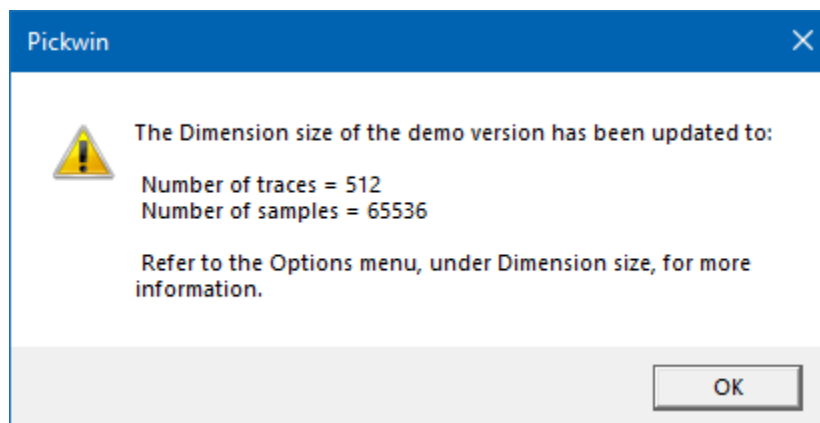 Pickwin
The Dimension size of the demo version has been updated to:
Number of traces = 512
Number of samples = 65536
Refer to the Options menu, under Dimension size, for more
information.
OK